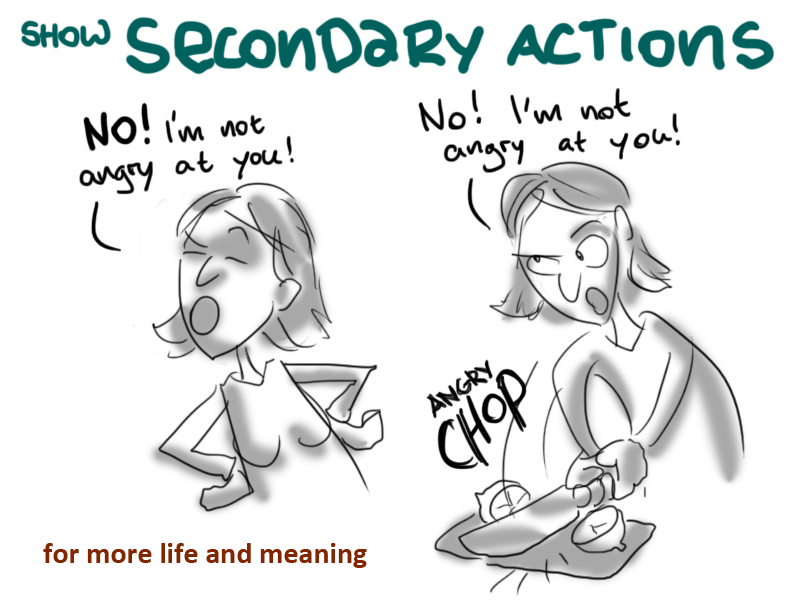 SHOW SECONDARY ACTIONS
NO! I'm not
angry at you!
No! I'm not
angry at you!
ANGRY
CHOP
for more life and meaning